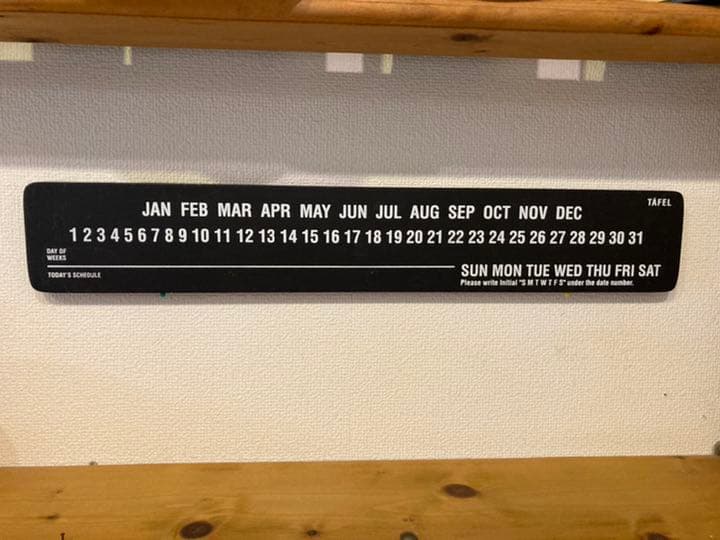 TÁFEL
JAN FEB MAR APR MAY JUN JUL AUG SEP OCT NOV DEC
1 2 3 4 5 6 7 8 9 10 11 12 13 14 15 16 17 18 19 20 21 22 23 24 25 26 27 28 29 30 31
DAY OF
WEEKS
TODAY'S SCHEDULE
SUN MON TUE WED THU FRI SAT
Please write initial "S M T W T F S" under the date number.